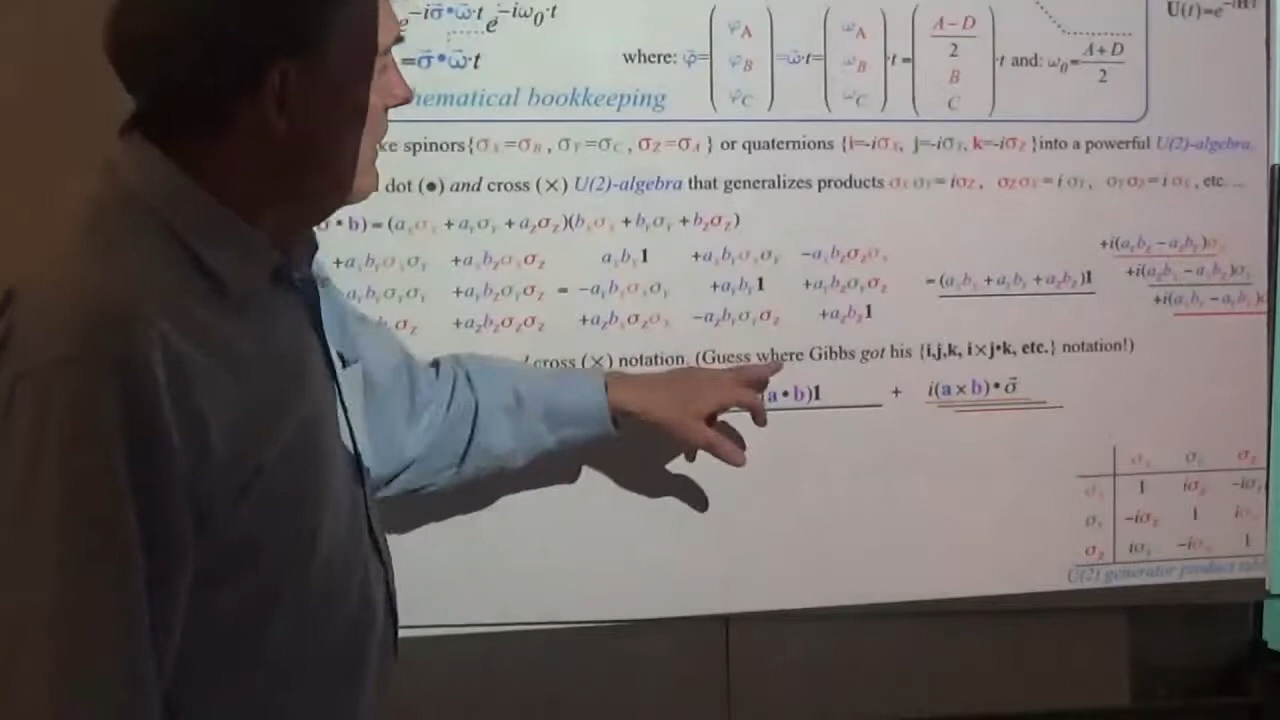 e^{-iσ⃗•ω⃗·t} e^{-iω₀·t}
=σ⃗•ω⃗·t
where: φ⃗=(φ_A φ_B φ_C)=ω⃗·t=(ω_A ω_B ω_C)·t=(A−D/2 B C)·t and: ω₀=A+D/2
U(t)=e
hematical bookkeeping
ke spinors{σ_X=σ_B, σ_Y=σ_C, σ_Z=σ_A} or quaternions {i=-iσ_X, j=-iσ_Y, k=-iσ_Z}into a powerful U(2)-algebra.
dot (●) and cross (×) U(2)-algebra that generalizes products σ_Xσ_Y=iσ_Z, σ_Zσ_X=iσ_Y, σ_Yσ_Z=iσ_X, etc...
• b)=(a_Xσ_X+a_Yσ_Y+a_Zσ_Z)(b_Xσ_X+b_Yσ_Y+b_Zσ_Z)
+a_Xb_Yσ_Xσ_Y +a_Xb_Zσ_Xσ_Z a_Xb_X1 +a_Xb_Yσ_Xσ_Y −a_Xb_Zσ_Zσ_X +i(a_Yb_Z−a_Zb_Y)σ_X
a_Yb_Yσ_Yσ_Y +a_Yb_Zσ_Yσ_Z = −a_Yb_Xσ_Xσ_Y +a_Yb_Y1 +a_Yb_Zσ_Yσ_Z =(a_Xb_X+a_Yb_Y+a_Zb_Z)1 +i(a_Zb_X−a_Xb_Z)σ_Y
σ_Z +a_Zb_Zσ_Zσ_Z +a_Zb_Xσ_Zσ_X −a_Zb_Yσ_Yσ_Z +a_Zb_Z1 +i(a_Xb_Y−a_Yb_X)
cross (×) notation. (Guess where Gibbs got his {i,j,k, i×j•k, etc.} notation!)
(a•b)1 + i(a×b)•σ⃗
σ_X σ_Y σ_Z
σ_X 1 iσ_Z -iσ_Y
σ_Y -iσ_Z 1 iσ_X
σ_Z iσ_Y -iσ_X 1
U(2) generator product